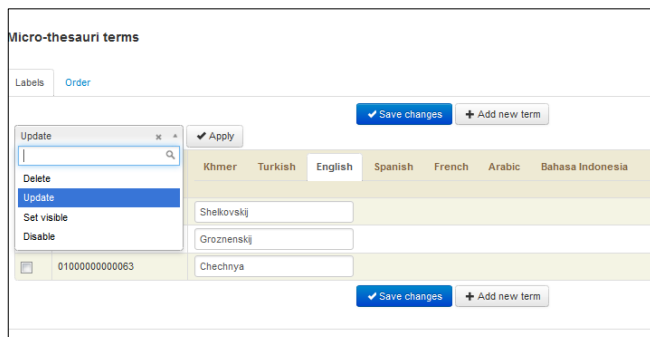 Micro-thesauri terms
Labels Order
Save changes Add new term
Update Apply
Khmer Turkish English Spanish French Arabic Bahasa Indonesia
Delete
Update
Set visible
Disable
Shelkovskij
Groznenskij
01000000000063 Chechnya
Save changes Add new term